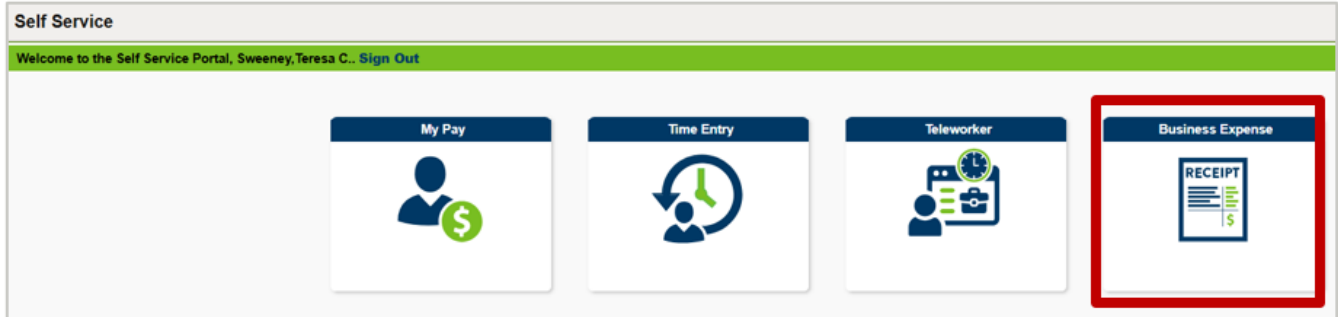 Self Service
Welcome to the Self Service Portal, Sweeney,Teresa C.. Sign Out
My Pay
Time Entry
Teleworker
Business Expense
$
RECEIPT
$